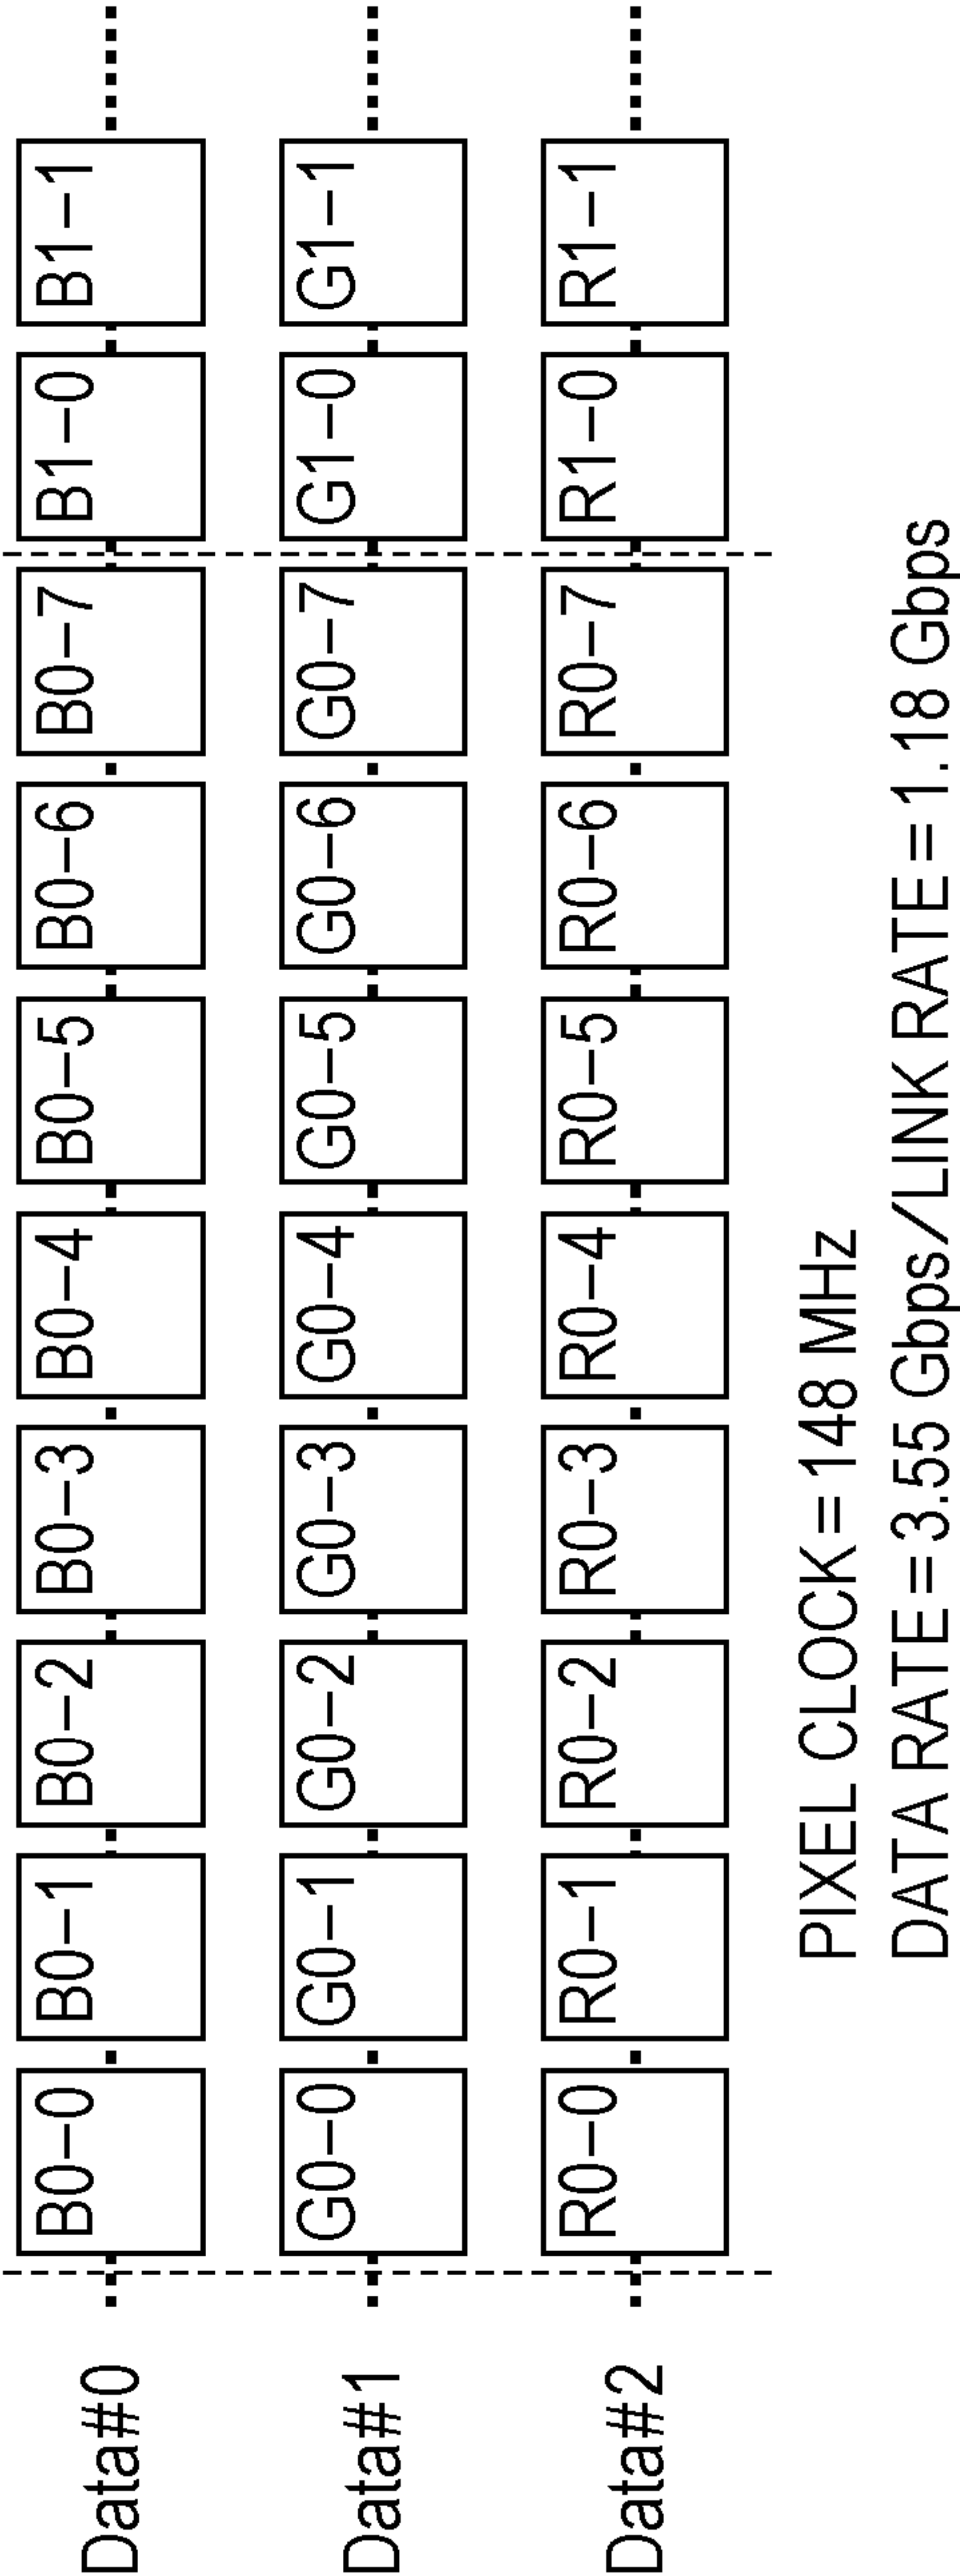 Data#0 B0–0 B0–1 B0–2 B0–3 B0–4 B0–5 B0–6 B0–7 B1–0 B1–1
Data#1 G0–0 G0–1 G0–2 G0–3 G0–4 G0–5 G0–6 G0–7 G1–0 G1–1
Data#2 R0–0 R0–1 R0–2 R0–3 R0–4 R0–5 R0–6 R0–7 R1–0 R1–1
PIXEL CLOCK=148 MHz
DATA RATE=3.55 Gbps/LINK RATE=1.18 Gbps